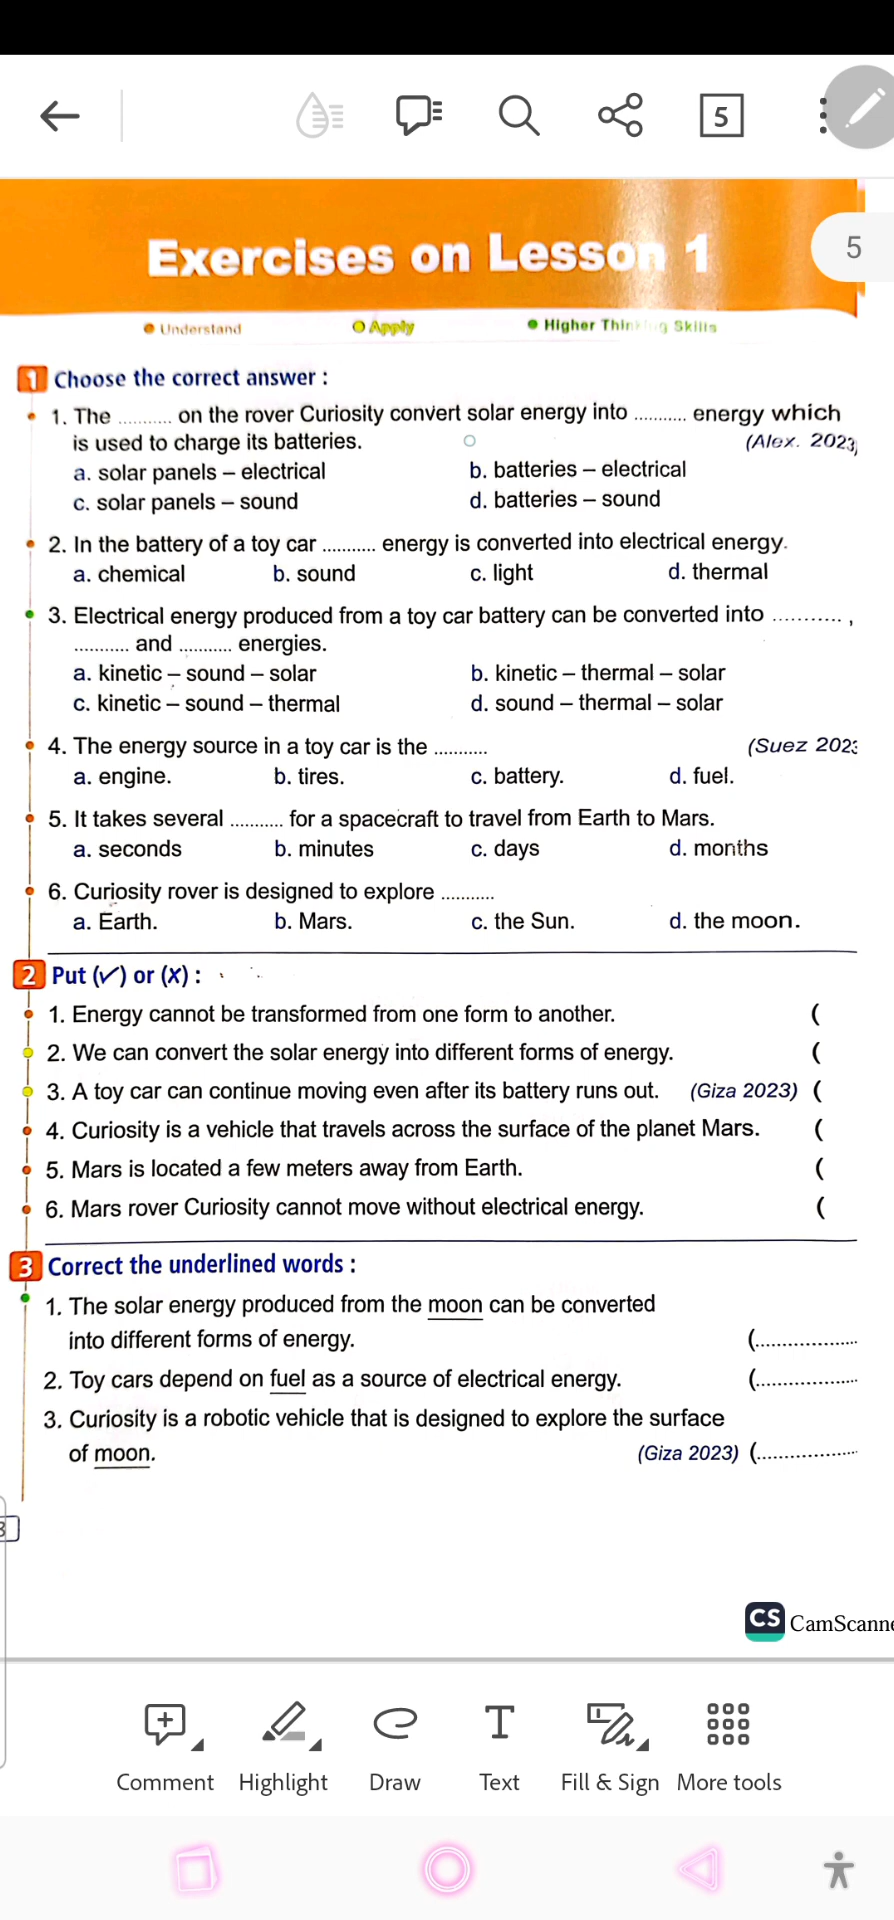 5
Exercises on Lesson 1
5
Understand
Apply
Higher Thinking Skills
1 Choose the correct answer :
1. The .......... on the rover Curiosity convert solar energy into .......... energy which
is used to charge its batteries. (Alex. 2023)
a. solar panels – electrical b. batteries – electrical
c. solar panels – sound d. batteries – sound
2. In the battery of a toy car .......... energy is converted into electrical energy.
a. chemical b. sound c. light d. thermal
3. Electrical energy produced from a toy car battery can be converted into .......... ,
.......... and .......... energies.
a. kinetic – sound – solar b. kinetic – thermal – solar
c. kinetic – sound – thermal d. sound – thermal – solar
4. The energy source in a toy car is the .......... (Suez 202
a. engine. b. tires. c. battery. d. fuel.
5. It takes several .......... for a spacecraft to travel from Earth to Mars.
a. seconds b. minutes c. days d. months
6. Curiosity rover is designed to explore ..........
a. Earth. b. Mars. c. the Sun. d. the moon.
2 Put (✓) or (X) :
1. Energy cannot be transformed from one form to another. (
2. We can convert the solar energy into different forms of energy. (
3. A toy car can continue moving even after its battery runs out. (Giza 2023) (
4. Curiosity is a vehicle that travels across the surface of the planet Mars. (
5. Mars is located a few meters away from Earth. (
6. Mars rover Curiosity cannot move without electrical energy. (
3 Correct the underlined words :
1. The solar energy produced from the moon can be converted
into different forms of energy. (..................
2. Toy cars depend on fuel as a source of electrical energy. (..................
3. Curiosity is a robotic vehicle that is designed to explore the surface
of moon. (Giza 2023) (..................
CS CamScanne
Comment Highlight Draw Text Fill & Sign More tools